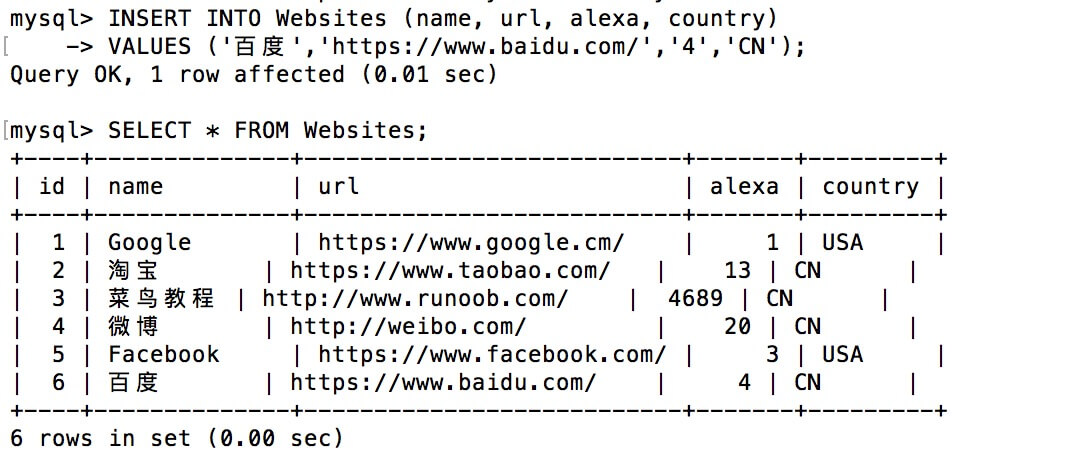 mysql> INSERT INTO Websites (name, url, alexa, country)
    -> VALUES ('百度','https://www.baidu.com/','4','CN');
Query OK, 1 row affected (0.01 sec)

mysql> SELECT * FROM Websites;
+----+---------------+---------------------------+-------+---------+
| id | name          | url                       | alexa | country |
+----+---------------+---------------------------+-------+---------+
|  1 | Google        | https://www.google.cm/    |     1 | USA     |
|  2 | 淘宝        | https://www.taobao.com/   |    13 | CN      |
|  3 | 菜鸟教程  | http://www.runoob.com/    |  4689 | CN      |
|  4 | 微博        | http://weibo.com/         |    20 | CN      |
|  5 | Facebook      | https://www.facebook.com/ |     3 | USA     |
|  6 | 百度        | https://www.baidu.com/    |     4 | CN      |
+----+---------------+---------------------------+-------+---------+
6 rows in set (0.00 sec)